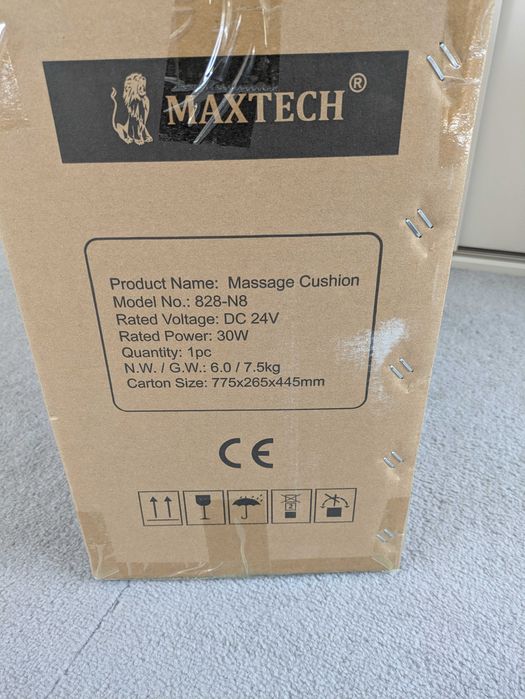 MAXTECH®
Product Name: Massage Cushion
Model No.: 828-N8
Rated Voltage: DC 24V
Rated Power: 30W
Quantity: 1pc
N.W. / G.W.: 6.0 / 7.5kg
Carton Size: 775x265x445mm
CE
2